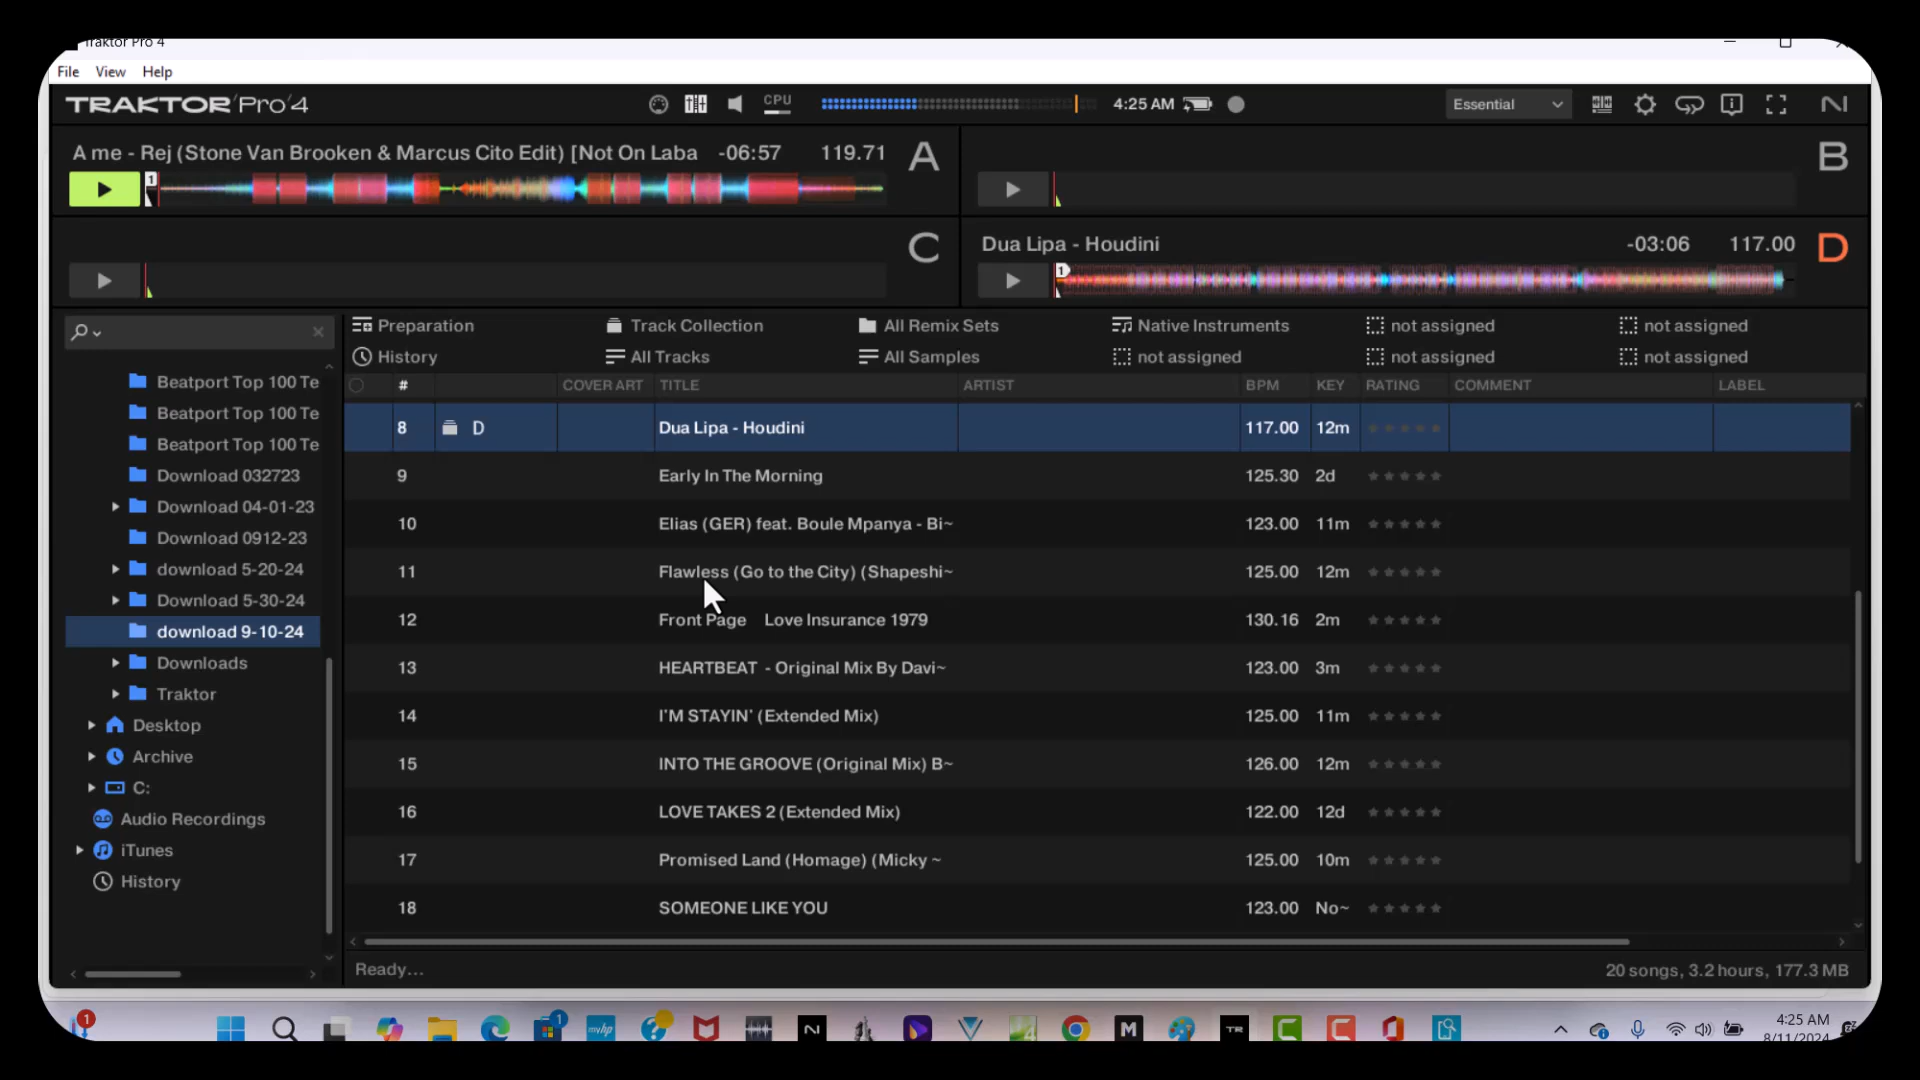 Traktor Pro 4
File View Help
TRAKTOR Pro 4 CPU 4:25 AM Essential
A me - Rej (Stone Van Brooken & Marcus Cito Edit) [Not On Laba -06:57 119.71 A
1
B
C
Dua Lipa - Houdini -03:06 117.00 D
1
Preparation Track Collection All Remix Sets Native Instruments not assigned not assigned
History All Tracks All Samples not assigned not assigned not assigned
# COVER ART TITLE ARTIST BPM KEY RATING COMMENT LABEL
Beatport Top 100 Te
Beatport Top 100 Te
Beatport Top 100 Te
Download 032723
Download 04-01-23
Download 0912-23
download 5-20-24
Download 5-30-24
download 9-10-24
Downloads
Traktor
Desktop
Archive
C:
Audio Recordings
iTunes
History
8 D Dua Lipa - Houdini 117.00 12m
9 Early In The Morning 125.30 2d
10 Elias (GER) feat. Boule Mpanya - Bi~ 123.00 11m
11 Flawless (Go to the City) (Shapeshi~ 125.00 12m
12 Front Page Love Insurance 1979 130.16 2m
13 HEARTBEAT - Original Mix By Davi~ 123.00 3m
14 I'M STAYIN' (Extended Mix) 125.00 11m
15 INTO THE GROOVE (Original Mix) B~ 126.00 12m
16 LOVE TAKES 2 (Extended Mix) 122.00 12d
17 Promised Land (Homage) (Micky ~ 125.00 10m
18 SOMEONE LIKE YOU 123.00 No~
Ready... 20 songs, 3.2 hours, 177.3 MB
1 1 myhp M TR 4:25 AM
8/11/2024